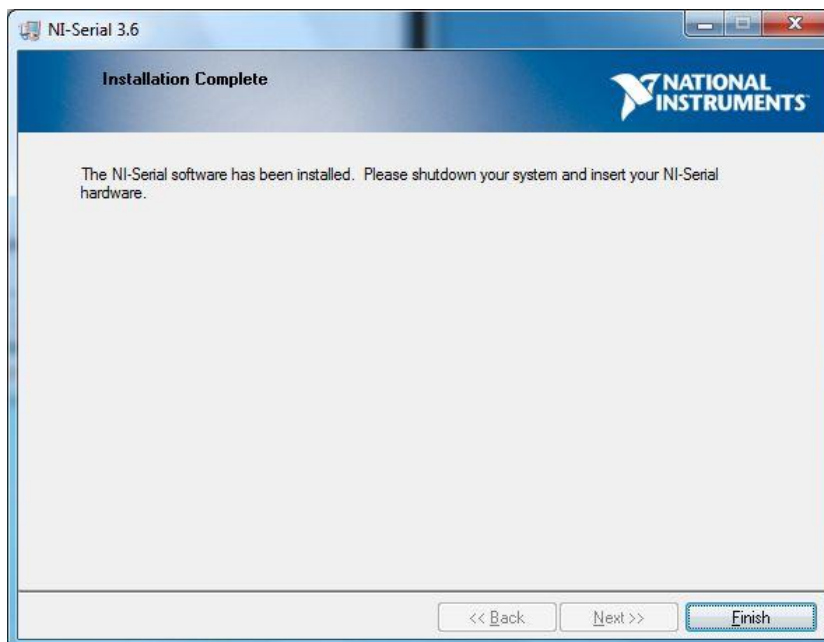 NI-Serial 3.6
Installation Complete
NATIONAL
INSTRUMENTS
The NI-Serial software has been installed.  Please shutdown your system and insert your NI-Serial
hardware.
<< Back
Next >>
Finish